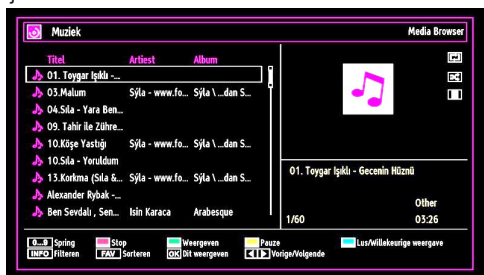 Muziek
Media Browser
Titel Artiest Album
01. Toygar Işıklı -...
03.Malum Sýla - www.fo... Sýla \ ...dan S...
04.Sıla - Yara Ben...
09. Tahir ile Zühre...
10.Köşe Yastığı Sýla - www.fo... Sýla \ ...dan S...
10.Sıla - Yoruldum
13.Korkma (Sıla &... Sýla - www.fo... Sýla \ ...dan S...
Alexander Rybak -...
Ben Sevdalı , Sen... Isin Karaca Arabesque
01. Toygar Işıklı - Gecenin Hüznü
Other
1/60 03:26
0...9 Spring Stop Weergeven Pauze Lus/Willekeurige weergave
INFO Filteren FAV Sorteren OK Dit weergeven Vorige/Volgende